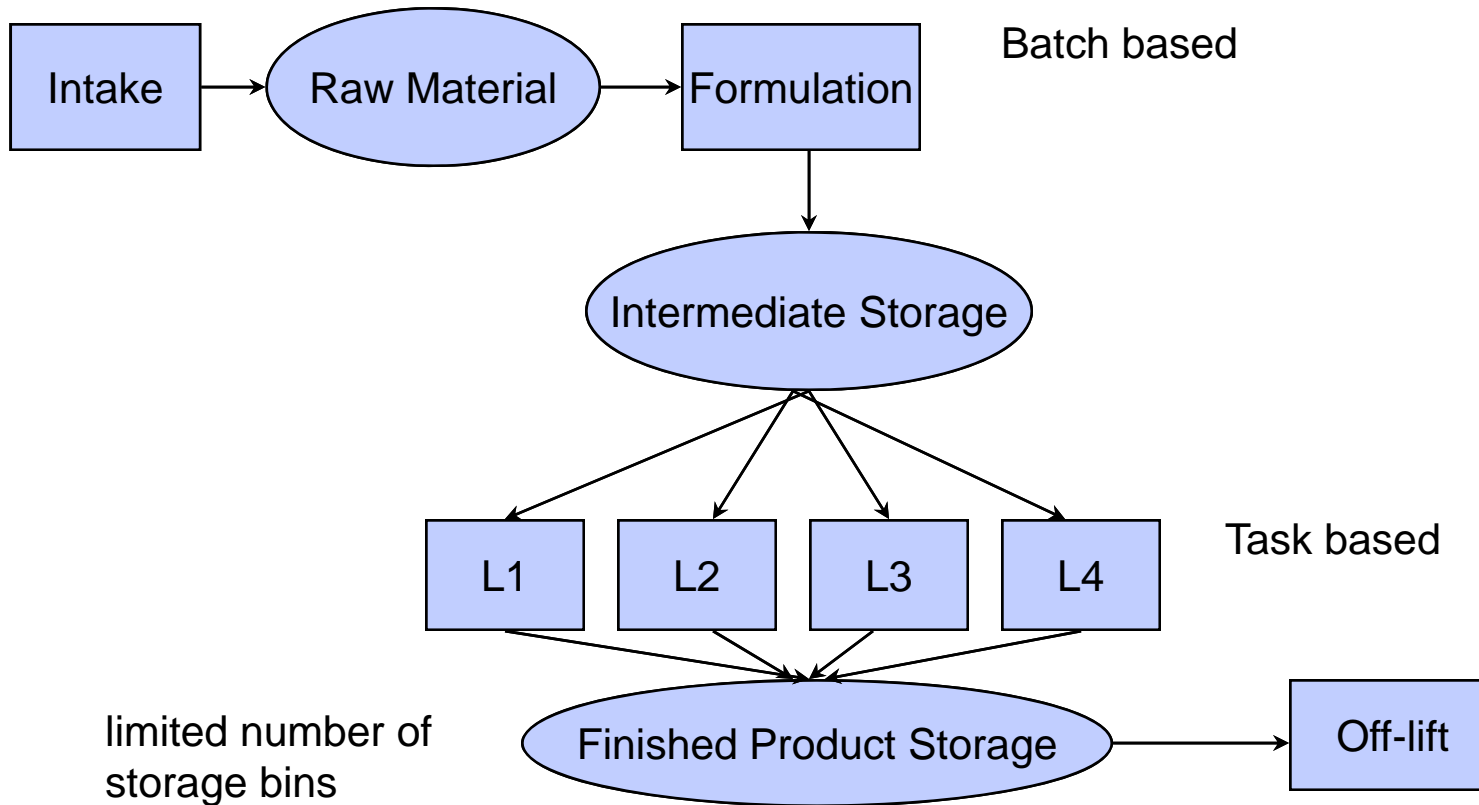 Batch based
Intake
Raw Material
Formulation
Intermediate Storage
Task based
L1
L2
L3
L4
limited number of
storage bins
Finished Product Storage
Off-lift